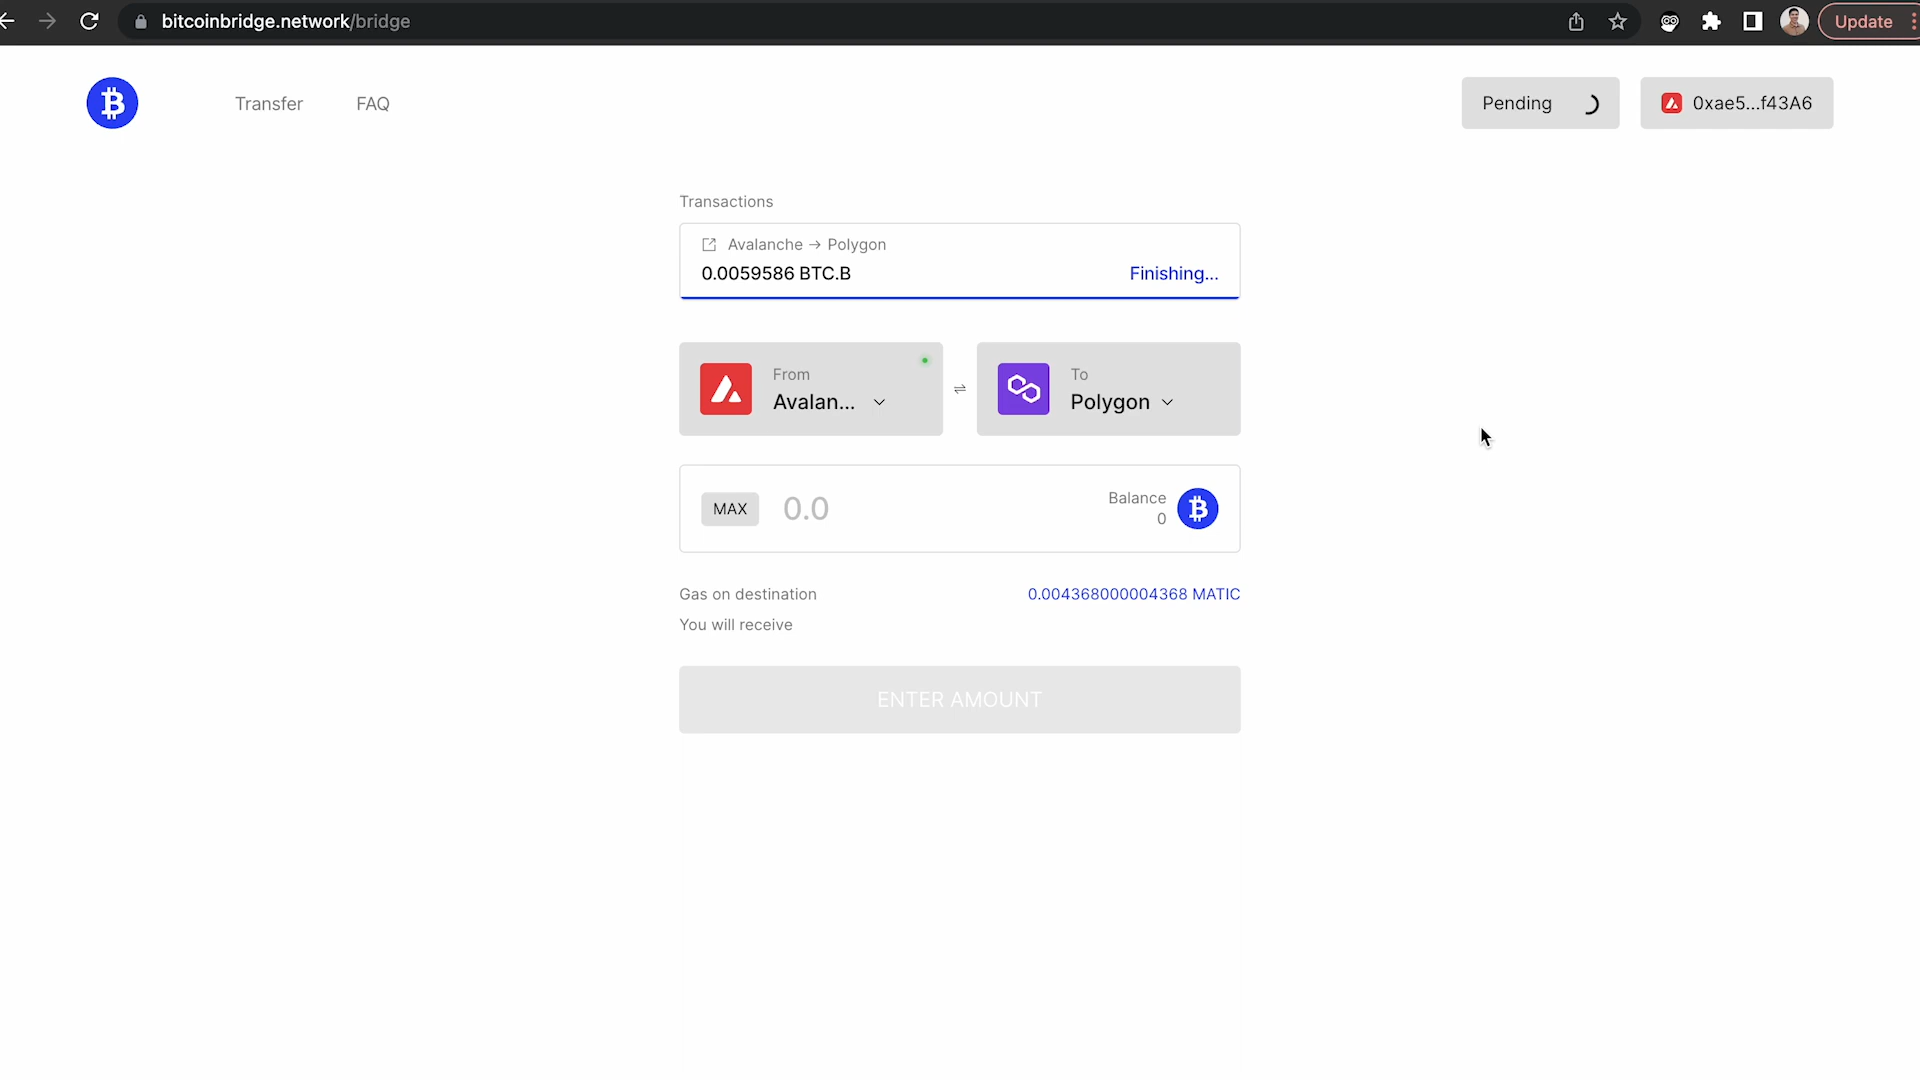 bitcoinbridge.network/bridge
Update
Transfer
FAQ
Pending
0xae5...f43A6
Transactions
Avalanche → Polygon
0.0059586 BTC.B
Finishing...
From
Avalan...
To
Polygon
MAX
0.0
Balance
0
Gas on destination
0.004368000004368 MATIC
You will receive
ENTER AMOUNT